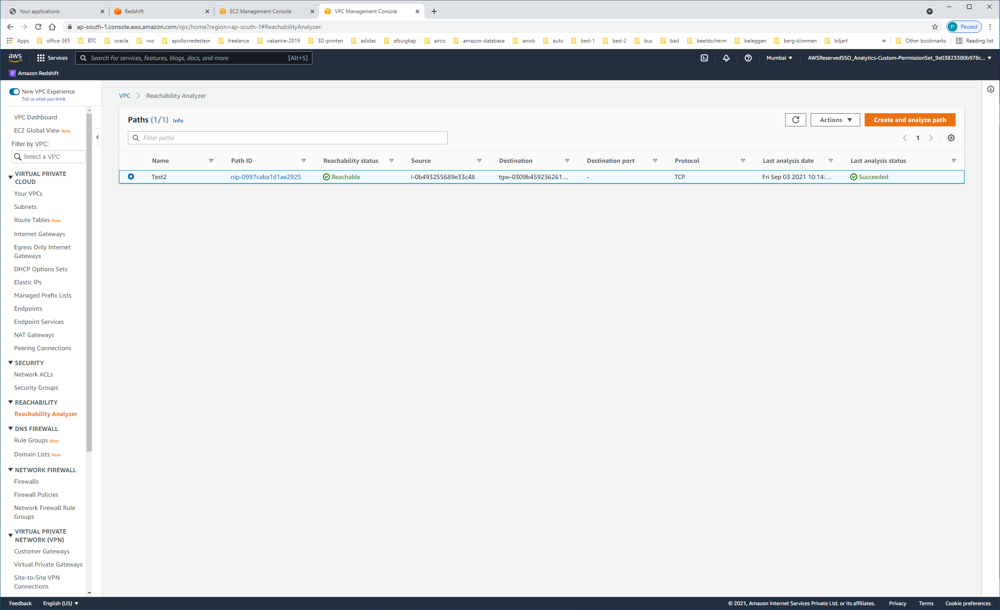 Your applications
Redshift
EC2 Management Console
VPC Management Console
ap-south-1.console.aws.amazon.com/vpc/home?region=ap-south-1#ReachabilityAnalyzer:
P Paused
Apps office-365 BTC oracle rws apollovredestein freelance vakantie-2019 3D-printen adidas afzuigkap airco amazon-database anwb auto bed-1 bed-2 bus bad beeldscherm beleggen berg-klimmen biljart » Other bookmarks Reading list
aws Services Search for services, features, blogs, docs, and more [Alt+S] Mumbai AWSReservedSSO_Analytics-Custom-PermissionSet_9e03823380b978c...
Amazon Redshift
New VPC Experience
Tell us what you think
VPC Dashboard
EC2 Global View New
Filter by VPC:
Select a VPC
VIRTUAL PRIVATE
CLOUD
Your VPCs
Subnets
Route Tables New
Internet Gateways
Egress Only Internet
Gateways
DHCP Options Sets
Elastic IPs
Managed Prefix Lists
Endpoints
Endpoint Services
NAT Gateways
Peering Connections
SECURITY
Network ACLs
Security Groups
REACHABILITY
Reachability Analyzer
DNS FIREWALL
Rule Groups New
Domain Lists New
NETWORK FIREWALL
Firewalls
Firewall Policies
Network Firewall Rule
Groups
VIRTUAL PRIVATE
NETWORK (VPN)
Customer Gateways
Virtual Private Gateways
Site-to-Site VPN
Connections
VPC Reachability Analyzer
Paths (1/1) Info
Actions Create and analyze path
Filter paths
1
Name Path ID Reachability status Source Destination Destination port Protocol Last analysis date Last analysis status
Test2 nip-0997caba1d1ae2925 Reachable i-0b493255689e33c48 tgw-0309b459256261... - TCP Fri Sep 03 2021 10:14:... Succeeded
Feedback English (US) © 2021, Amazon Internet Services Private Ltd. or its affiliates. Privacy Terms Cookie preferences